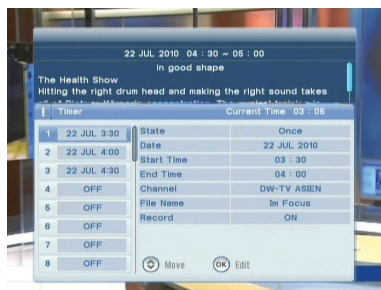 22 JUL 2010 04 : 30 ~ 05 : 00
in good shape
The Health Show
Hitting the right drum head and making the right sound takes
Timer Current Time 03 : 05
1 22 JUL 3:30 State Once
2 22 JUL 4:00 Date 22 JUL 2010
3 22 JUL 4:30 Start Time 03 : 30
4 OFF End Time 04 : 00
5 OFF Channel DW-TV ASIEN
6 OFF File Name Im Focus
7 OFF Record ON
8 OFF
Move OK Edit